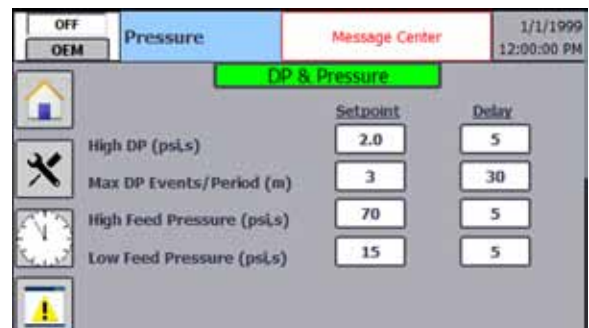 OFF
OEM
Pressure
Message Center
1/1/1999
12:00:00 PM
DP & Pressure
Setpoint Delay
High DP (psi,s) 2.0 5
Max DP Events/Period (m) 3 30
High Feed Pressure (psi,s) 70 5
Low Feed Pressure (psi,s) 15 5